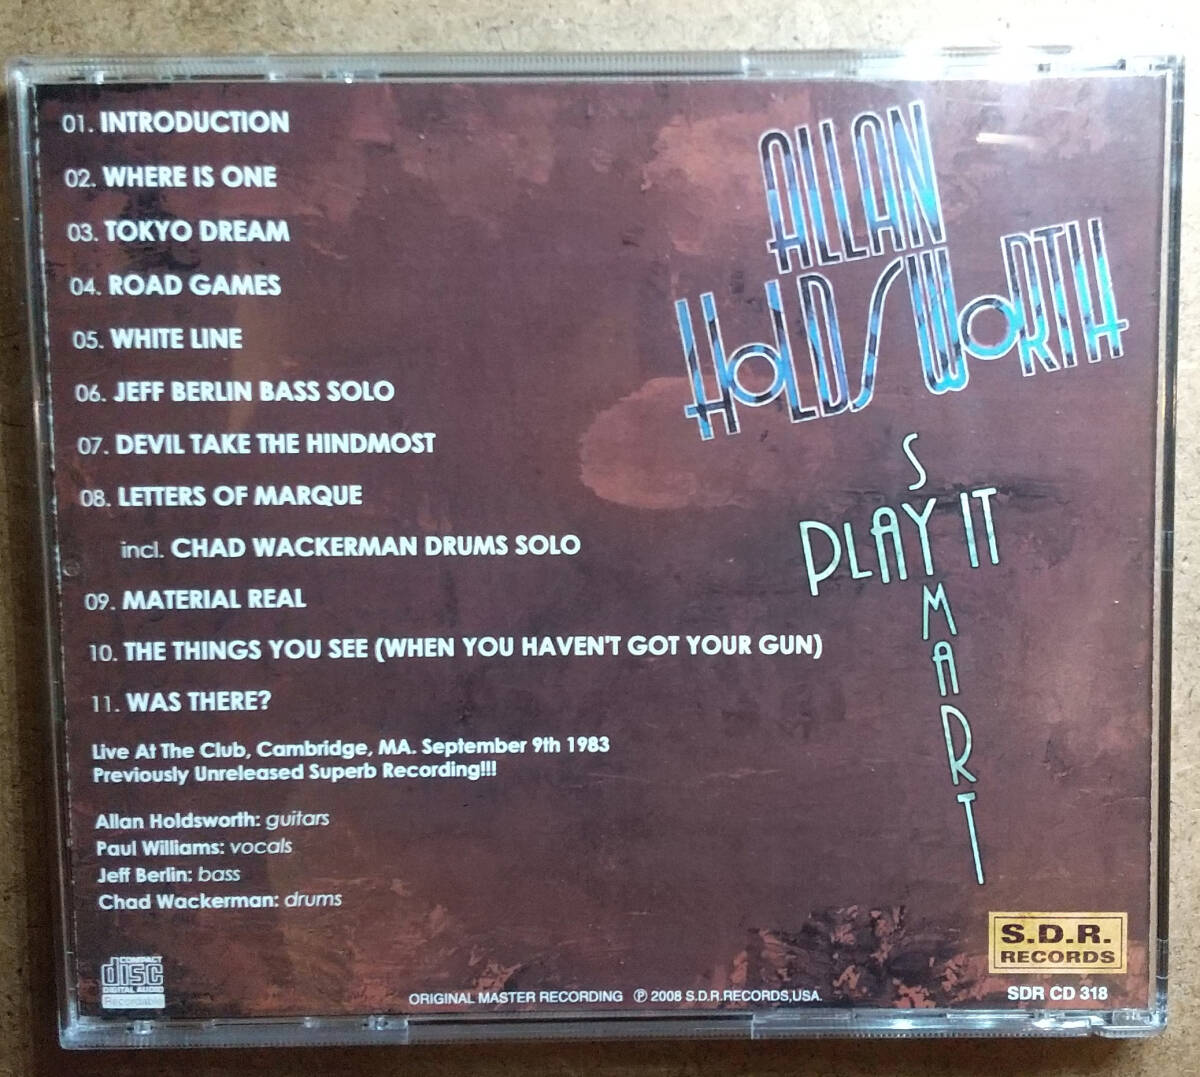 01. INTRODUCTION
02. WHERE IS ONE
03. TOKYO DREAM
04. ROAD GAMES
05. WHITE LINE
06. JEFF BERLIN BASS SOLO
07. DEVIL TAKE THE HINDMOST
08. LETTERS OF MARQUE
incl. CHAD WACKERMAN DRUMS SOLO
09. MATERIAL REAL
10. THE THINGS YOU SEE (WHEN YOU HAVEN'T GOT YOUR GUN)
11. WAS THERE?
Live At The Club, Cambridge, MA. September 9th 1983
Previously Unreleased Superb Recording!!!
Allan Holdsworth: guitars
Paul Williams: vocals
Jeff Berlin: bass
Chad Wackerman: drums
ALLAN
HOLDSWORTH
PLAY IT
SMART
COMPACT
disc
DIGITAL AUDIO
Recordable
ORIGINAL MASTER RECORDING ℗ 2008 S.D.R.RECORDS,USA.
S.D.R.
RECORDS
SDR CD 318